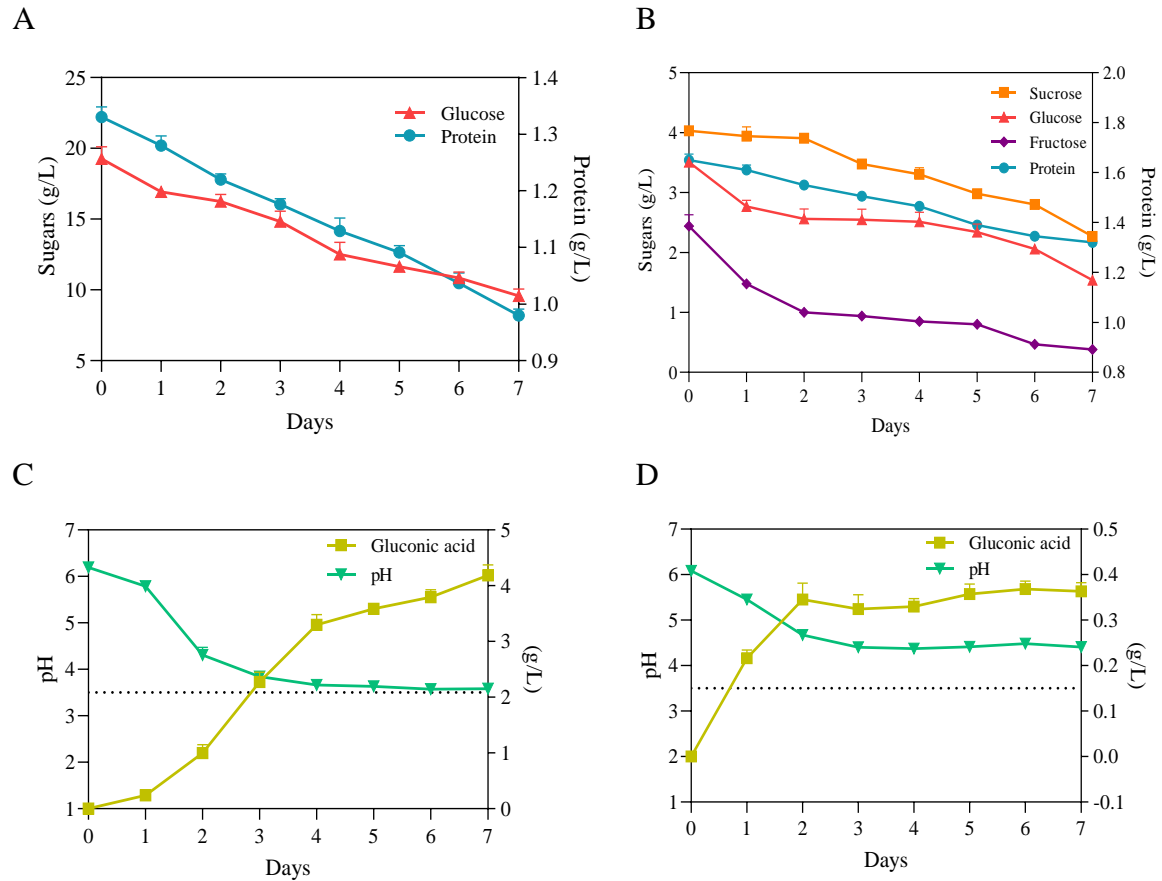 A
Sugars (g/L)
25
20
15
10
5
Glucose
Protein
1.4
1.3
1.2
1.1
1.0
0.9
Protein (g/L)
0 1 2 3 4 5 6 7
Days
B
Sugars (g/L)
5
4
3
2
1
0
Sucrose
Glucose
Fructose
Protein
2.0
1.8
1.6
1.4
1.2
1.0
0.8
Protein (g/L)
0 1 2 3 4 5 6 7
Days
C
pH
7
6
5
4
3
2
1
Gluconic acid
pH
5
4
3
2
1
0
(g/L)
0 1 2 3 4 5 6 7
Days
D
pH
7
6
5
4
3
2
1
Gluconic acid
pH
0.5
0.4
0.3
0.2
0.1
0.0
-0.1
(g/L)
0 1 2 3 4 5 6 7
Days